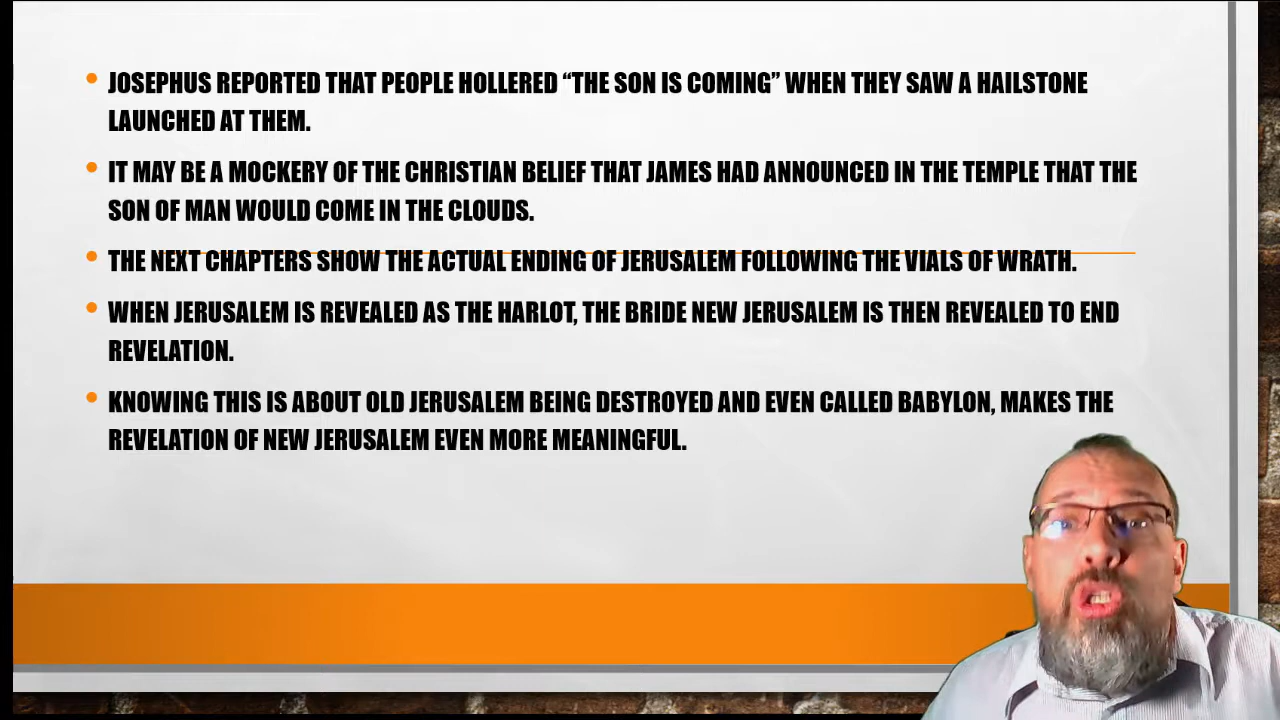 JOSEPHUS REPORTED THAT PEOPLE HOLLERED “THE SON IS COMING” WHEN THEY SAW A HAILSTONE
LAUNCHED AT THEM.
IT MAY BE A MOCKERY OF THE CHRISTIAN BELIEF THAT JAMES HAD ANNOUNCED IN THE TEMPLE THAT THE
SON OF MAN WOULD COME IN THE CLOUDS.
THE NEXT CHAPTERS SHOW THE ACTUAL ENDING OF JERUSALEM FOLLOWING THE VIALS OF WRATH.
WHEN JERUSALEM IS REVEALED AS THE HARLOT, THE BRIDE NEW JERUSALEM IS THEN REVEALED TO END
REVELATION.
KNOWING THIS IS ABOUT OLD JERUSALEM BEING DESTROYED AND EVEN CALLED BABYLON, MAKES THE
REVELATION OF NEW JERUSALEM EVEN MORE MEANINGFUL.